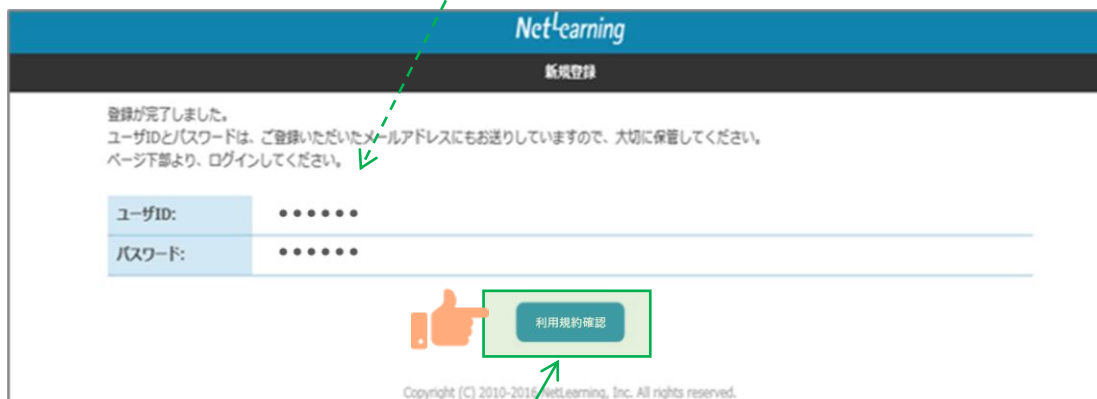 NetLearning
新規登録
登録が完了しました。
ユーザIDとパスワードは、ご登録いただいたメールアドレスにもお送りしていますので、大切に保管してください。
ページ下部より、ログインしてください。
ユーザID: ●●●●●●
パスワード: ●●●●●●
利用規約確認
Copyright (C) 2010-2016 NetLearning, Inc. All rights reserved.